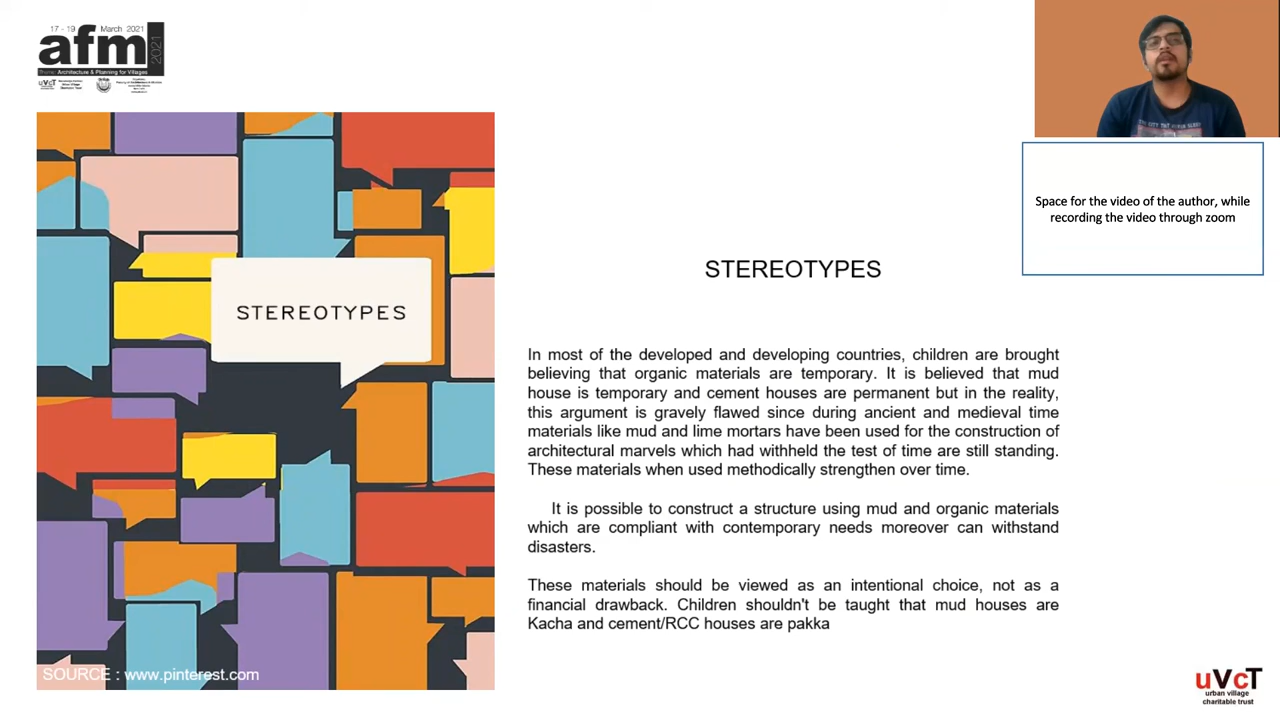 17 - 19 March 2021
afm
2021
Architecture & Planning for Villages
UVCT
STEREOTYPES
SOURCE : www.pinterest.com
Space for the video of the author, while
recording the video through zoom
STEREOTYPES
In most of the developed and developing countries, children are brought
believing that organic materials are temporary. It is believed that mud
house is temporary and cement houses are permanent but in the reality,
this argument is gravely flawed since during ancient and medieval time
materials like mud and lime mortars have been used for the construction of
architectural marvels which had withheld the test of time are still standing.
These materials when used methodically strengthen over time.
It is possible to construct a structure using mud and organic materials
which are compliant with contemporary needs moreover can withstand
disasters.
These materials should be viewed as an intentional choice, not as a
financial drawback. Children shouldn't be taught that mud houses are
Kacha and cement/RCC houses are pakka
uVcT
urban village
charitable trust